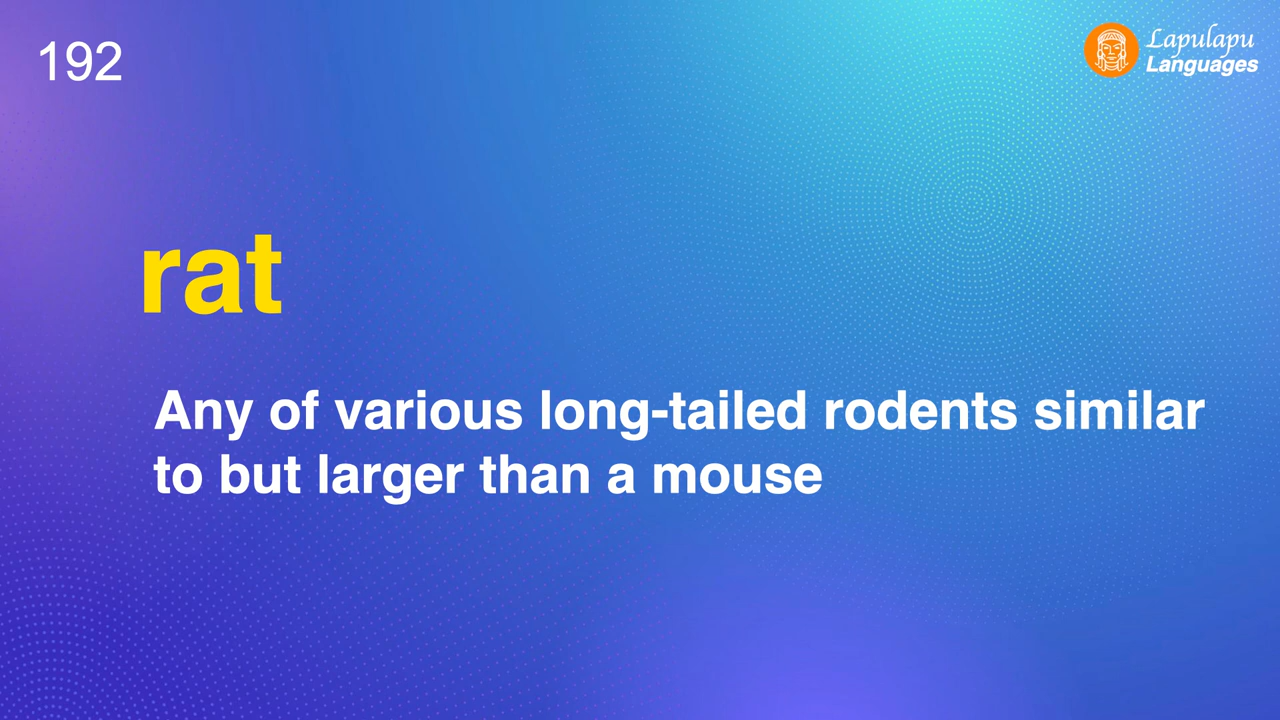 192
Lapulapu
Languages
rat
Any of various long-tailed rodents similar
to but larger than a mouse